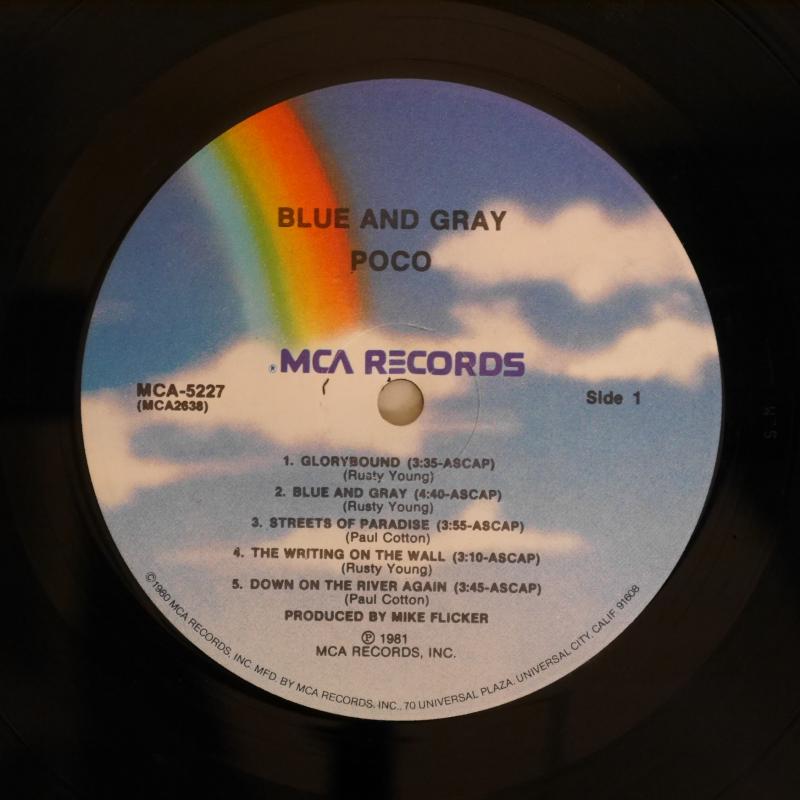 BLUE AND GRAY
POCO
®MCA RECORDS
MCA-5227
(MCA2638)
Side 1
1. GLORYBOUND (3:35-ASCAP)
(Rusty Young)
2. BLUE AND GRAY (4:40-ASCAP)
(Rusty Young)
3. STREETS OF PARADISE (3:55-ASCAP)
(Paul Cotton)
4. THE WRITING ON THE WALL (3:10-ASCAP)
(Rusty Young)
5. DOWN ON THE RIVER AGAIN (3:45-ASCAP)
(Paul Cotton)
PRODUCED BY MIKE FLICKER
℗ 1981
MCA RECORDS, INC.
©1980 MCA RECORDS, INC. MFD. BY MCA RECORDS, INC., 70 UNIVERSAL PLAZA, UNIVERSAL CITY, CALIF. 91608